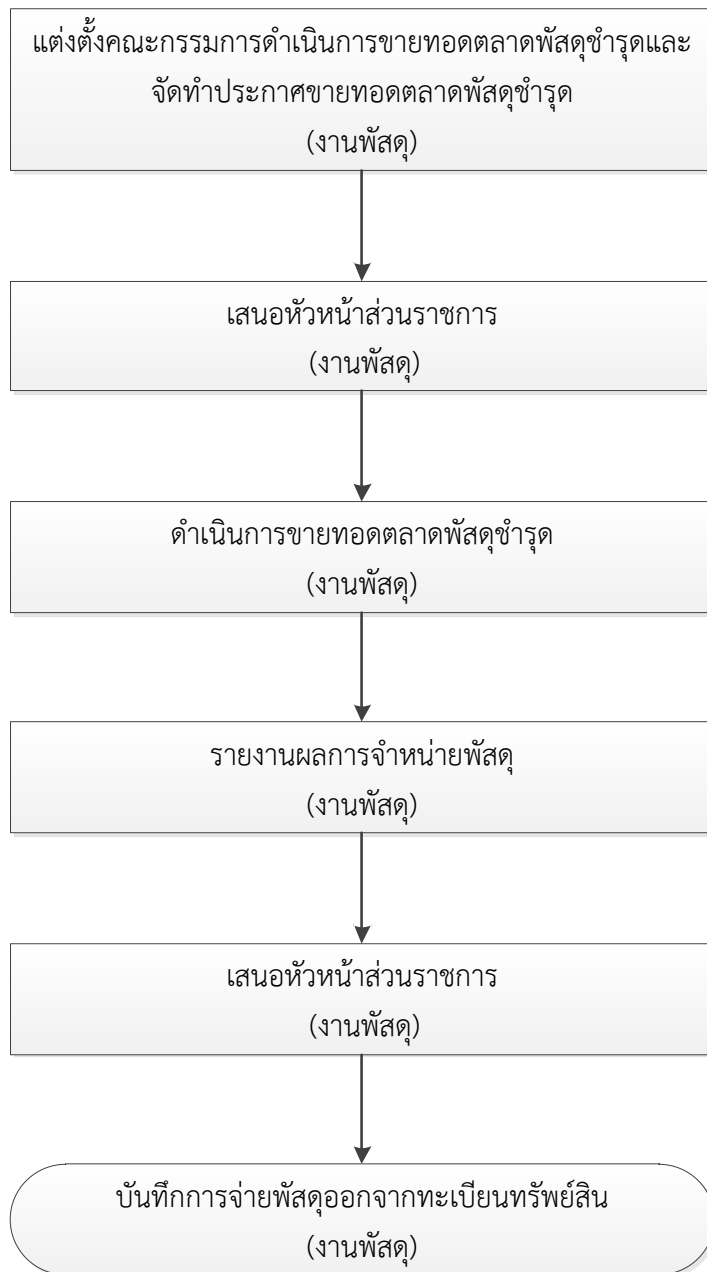 แต่งตั้งคณะกรรมการดำเนินการขายทอดตลาดพัสดุชำรุดและ
จัดทำประกาศขายทอดตลาดพัสดุชำรุด
(งานพัสดุ)
เสนอหัวหน้าส่วนราชการ
(งานพัสดุ)
ดำเนินการขายทอดตลาดพัสดุชำรุด
(งานพัสดุ)
รายงานผลการจำหน่ายพัสดุ
(งานพัสดุ)
เสนอหัวหน้าส่วนราชการ
(งานพัสดุ)
บันทึกการจ่ายพัสดุออกจากทะเบียนทรัพย์สิน
(งานพัสดุ)